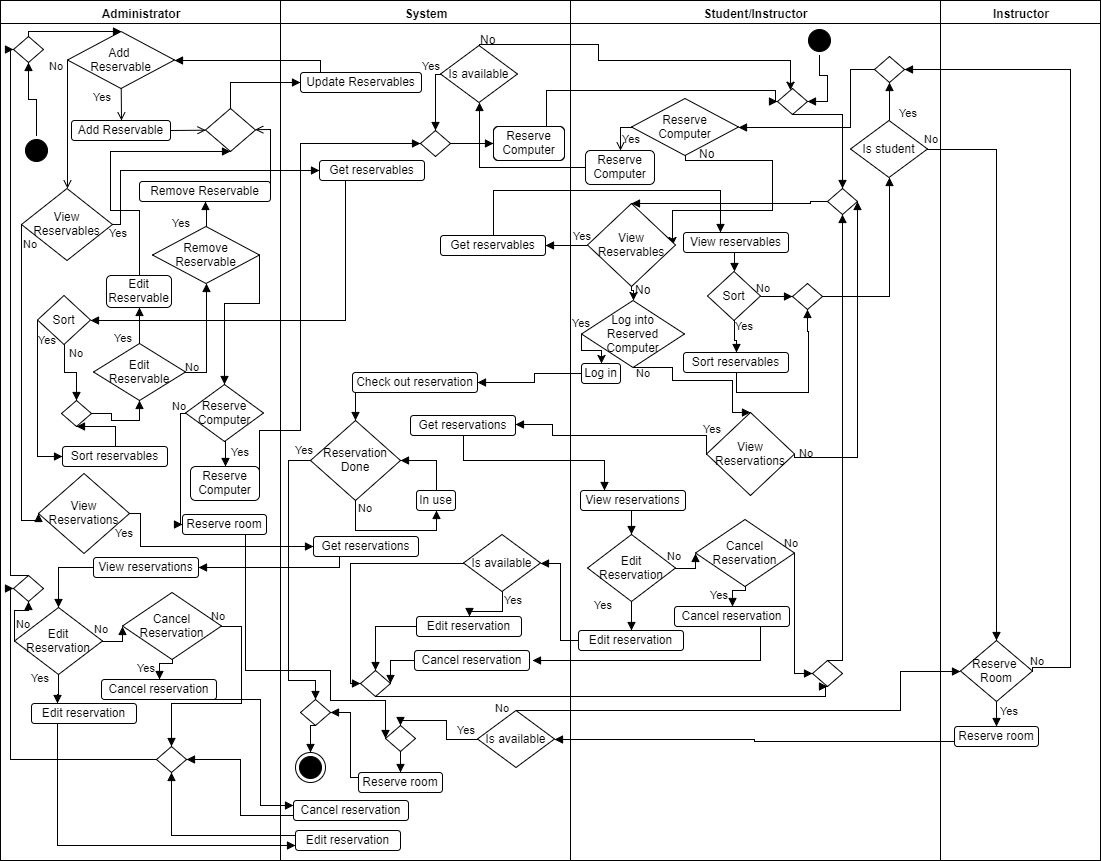 Administrator
System
Student/Instructor
Instructor
Add
Reservable
No
Yes
Add Reservable
Update Reservables
Is available
No
Yes
Reserve
Computer
Get reservables
View
Reservables
No
Yes
Remove Reservable
Yes
Remove
Reservable
Edit
Reservable
Sort
Yes
No
Yes
Edit
Reservable
No
Sort reservables
Reserve
Computer
No
Yes
Reserve
Computer
Reserve room
View
Reservations
Yes
Get reservations
View reservations
Edit
Reservation
No
No
Yes
Cancel
Reservation
No
Yes
Cancel reservation
Edit reservation
Reserve
Computer
Yes
No
Reserve
Computer
Is student
Yes
No
View
Reservables
Yes
No
Get reservables
View reservables
Sort
No
Yes
Sort reservables
Log into
Reserved
Computer
Yes
No
Log in
Check out reservation
Reservation
Done
Yes
No
In use
Get reservations
View
Reservations
Yes
No
View reservations
Edit
Reservation
No
Yes
Cancel
Reservation
No
Yes
Cancel reservation
Edit reservation
Is available
Yes
Edit reservation
Cancel reservation
Reserve
Room
No
Yes
Reserve room
Is available
No
Yes
Reserve room
Cancel reservation
Edit reservation